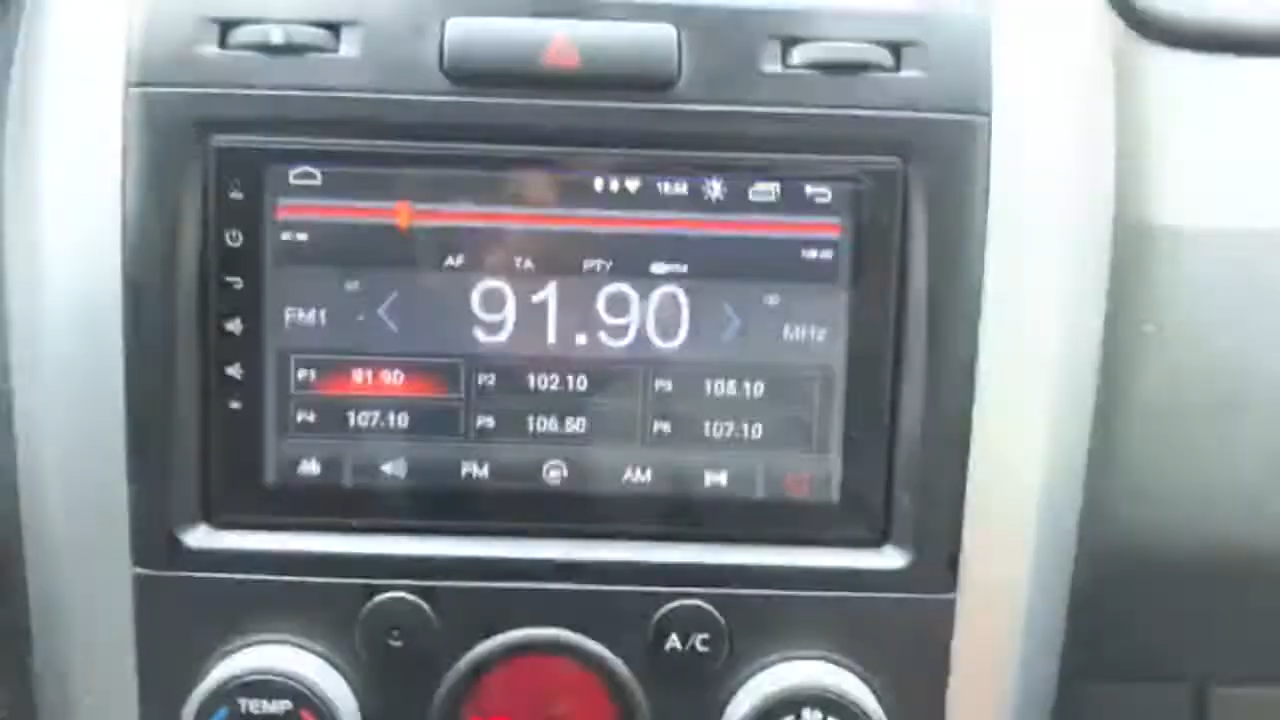 AF TA PTY
FM1 91.90 MHz
P1 91.90 P2 102.10 P3 105.10
P4 107.10 P5 106.50 P6 107.10
FM AM
A/C
TEMP